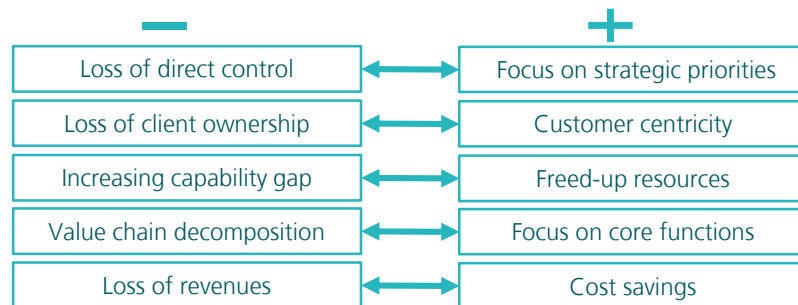 − +
Loss of direct control Focus on strategic priorities
Loss of client ownership Customer centricity
Increasing capability gap Freed-up resources
Value chain decomposition Focus on core functions
Loss of revenues Cost savings